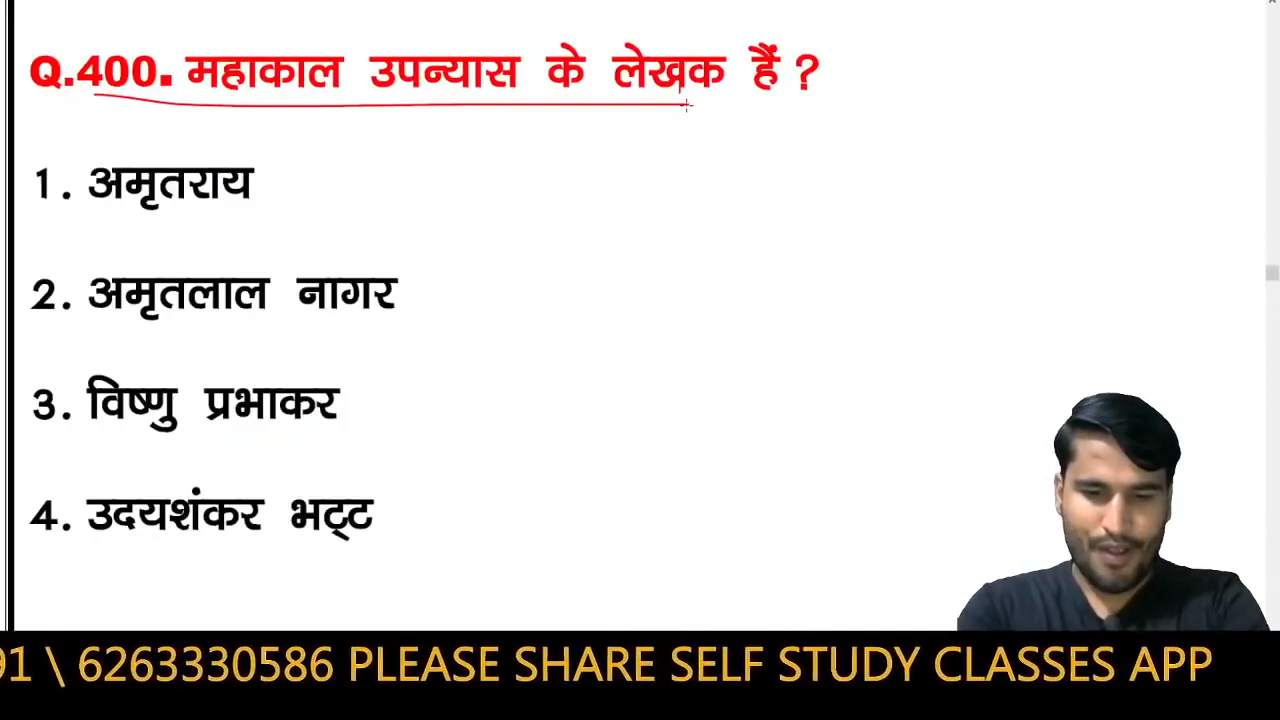 Q.400. महाकाल उपन्यास के लेखक हैं ?
1. अमृतराय
2. अमृतलाल नागर
3. विष्णु प्रभाकर
4. उदयशंकर भट्ट
91 \ 6263330586 PLEASE SHARE SELF STUDY CLASSES APP